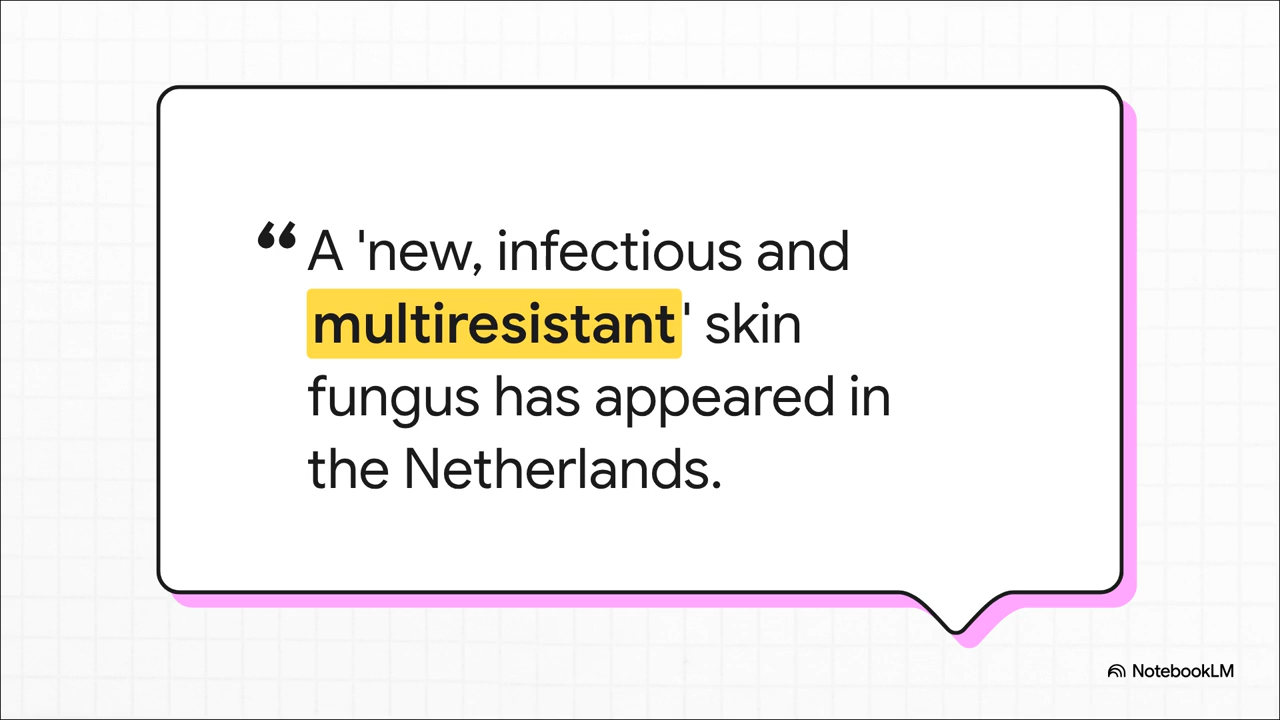 “A 'new, infectious and
multiresistant' skin
fungus has appeared in
the Netherlands.
NotebookLM